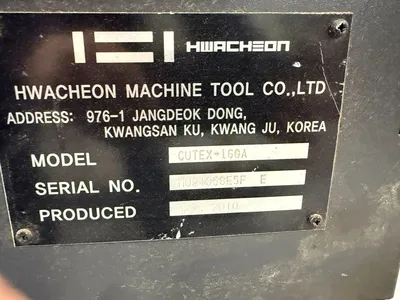 HWACHEON
HWACHEON MACHINE TOOL CO.,LTD
ADDRESS: 976-1 JANGDEOK DONG,
KWANGSAN KU, KWANG JU, KOREA
MODEL CUTEX-160A
SERIAL NO. E
PRODUCED 2010